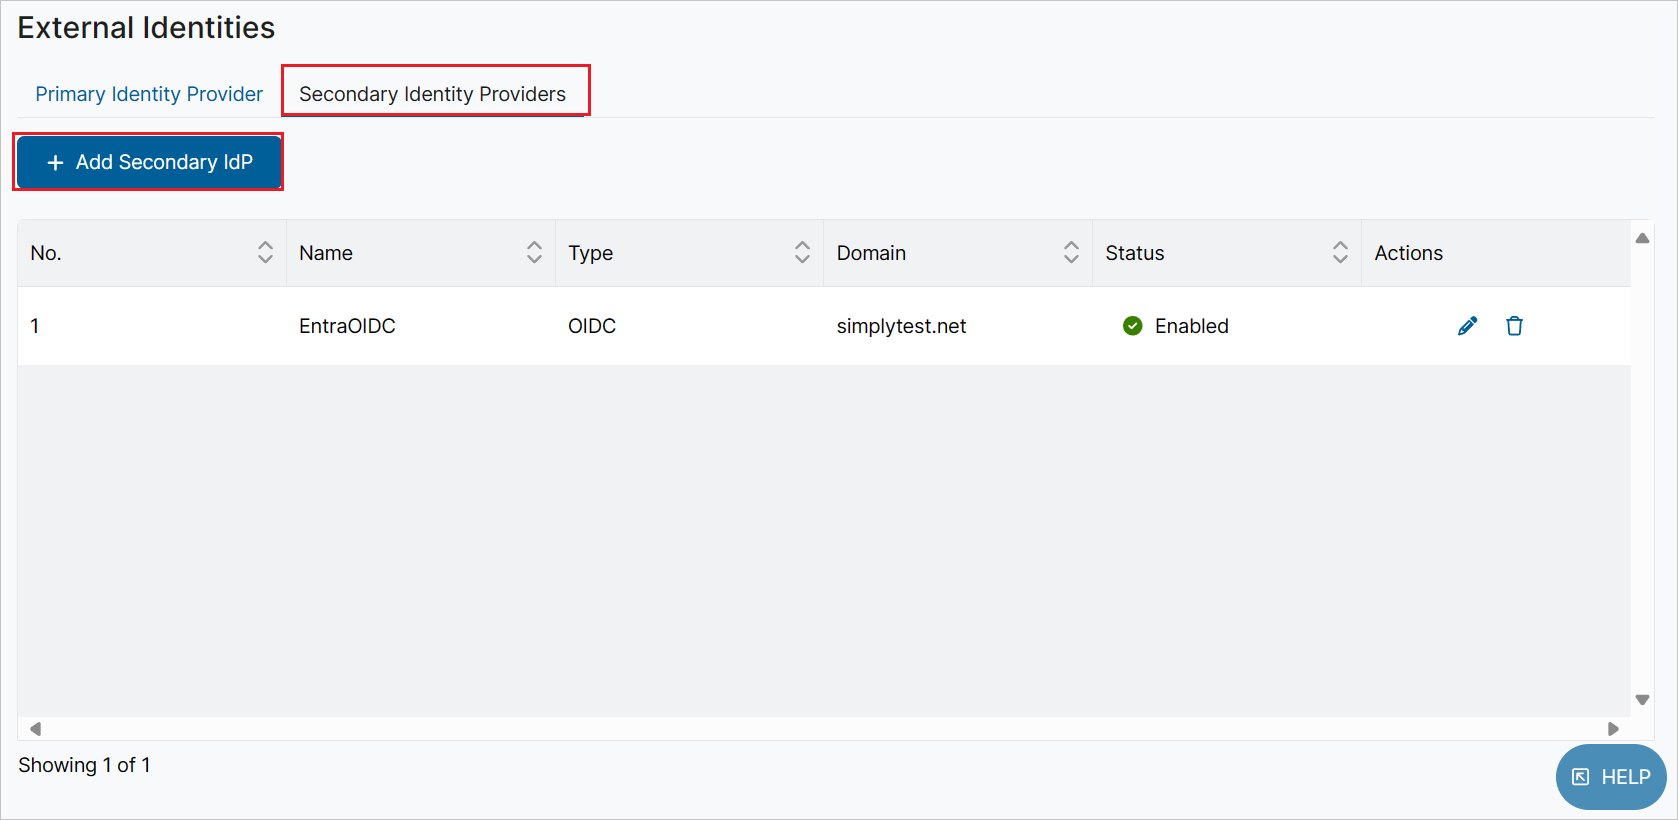 External Identities
Primary Identity Provider Secondary Identity Providers
+ Add Secondary IdP
No. Name Type Domain Status Actions
1 EntraOIDC OIDC simplytest.net Enabled
Showing 1 of 1
HELP